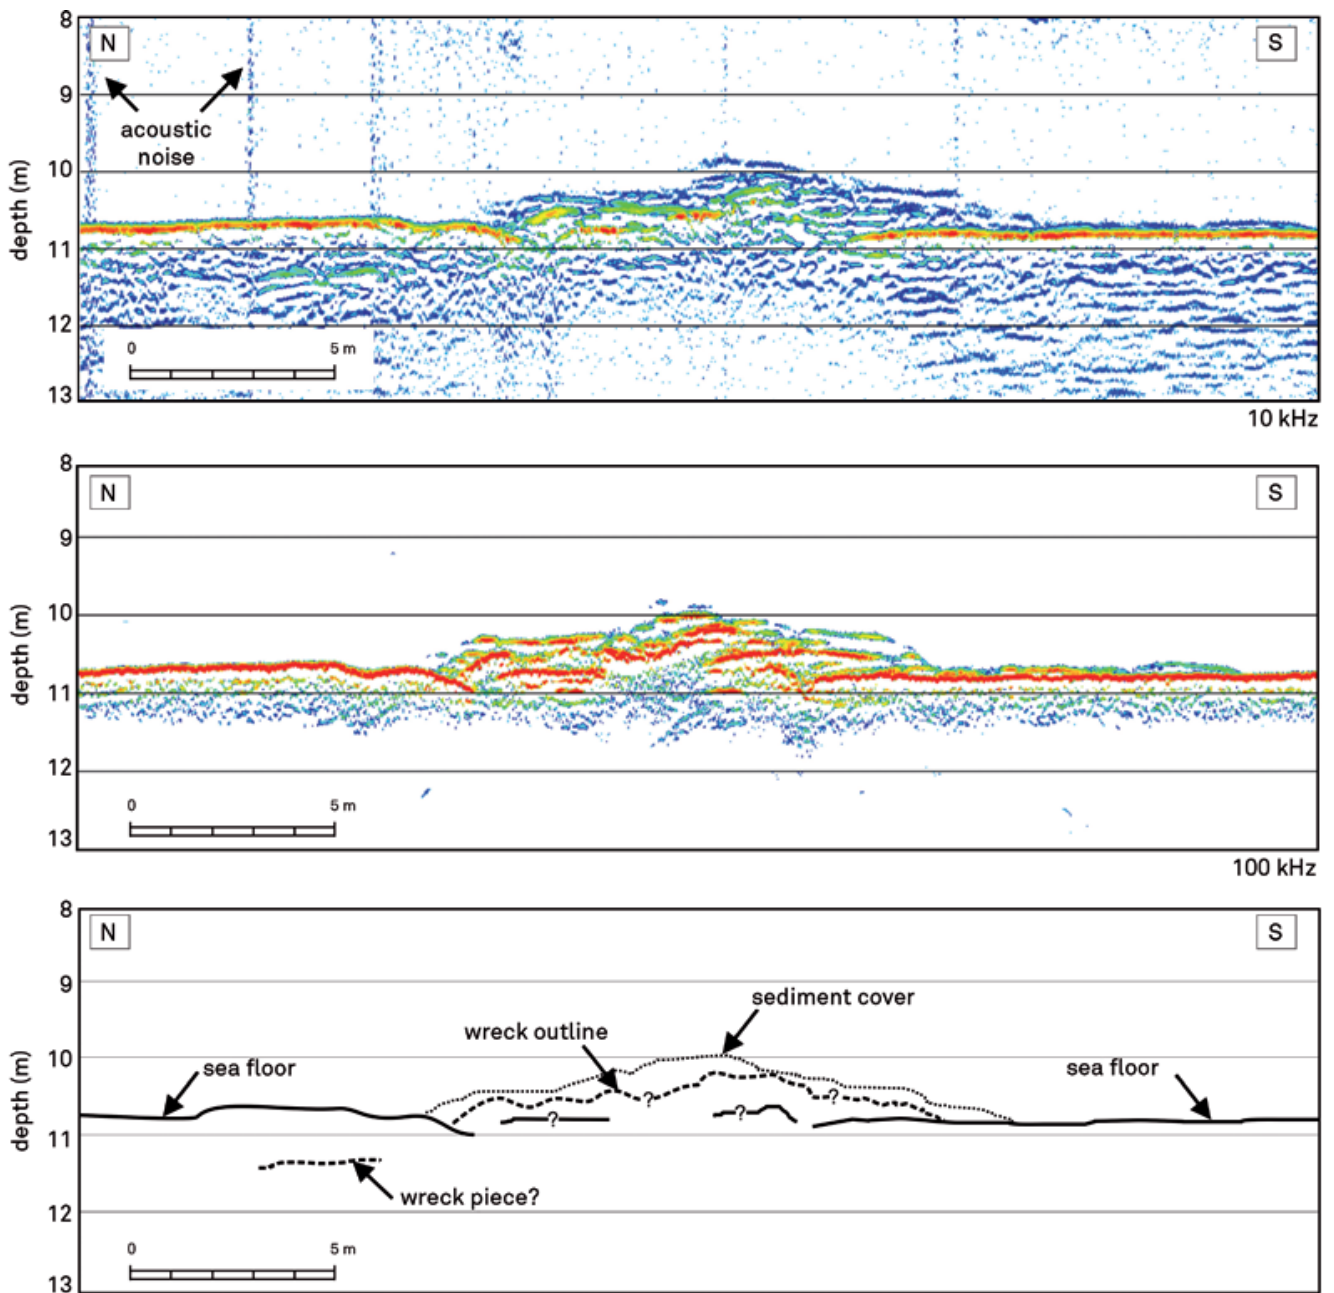 8
N
S
9
acoustic
noise
10
depth (m)
11
12
0 5 m
13
10 kHz
8
N
S
9
10
depth (m)
11
12
0 5 m
13
100 kHz
8
N
S
9
sediment cover
wreck outline
10
sea floor
sea floor
depth (m)
?
?
?
?
11
wreck piece?
12
0 5 m
13